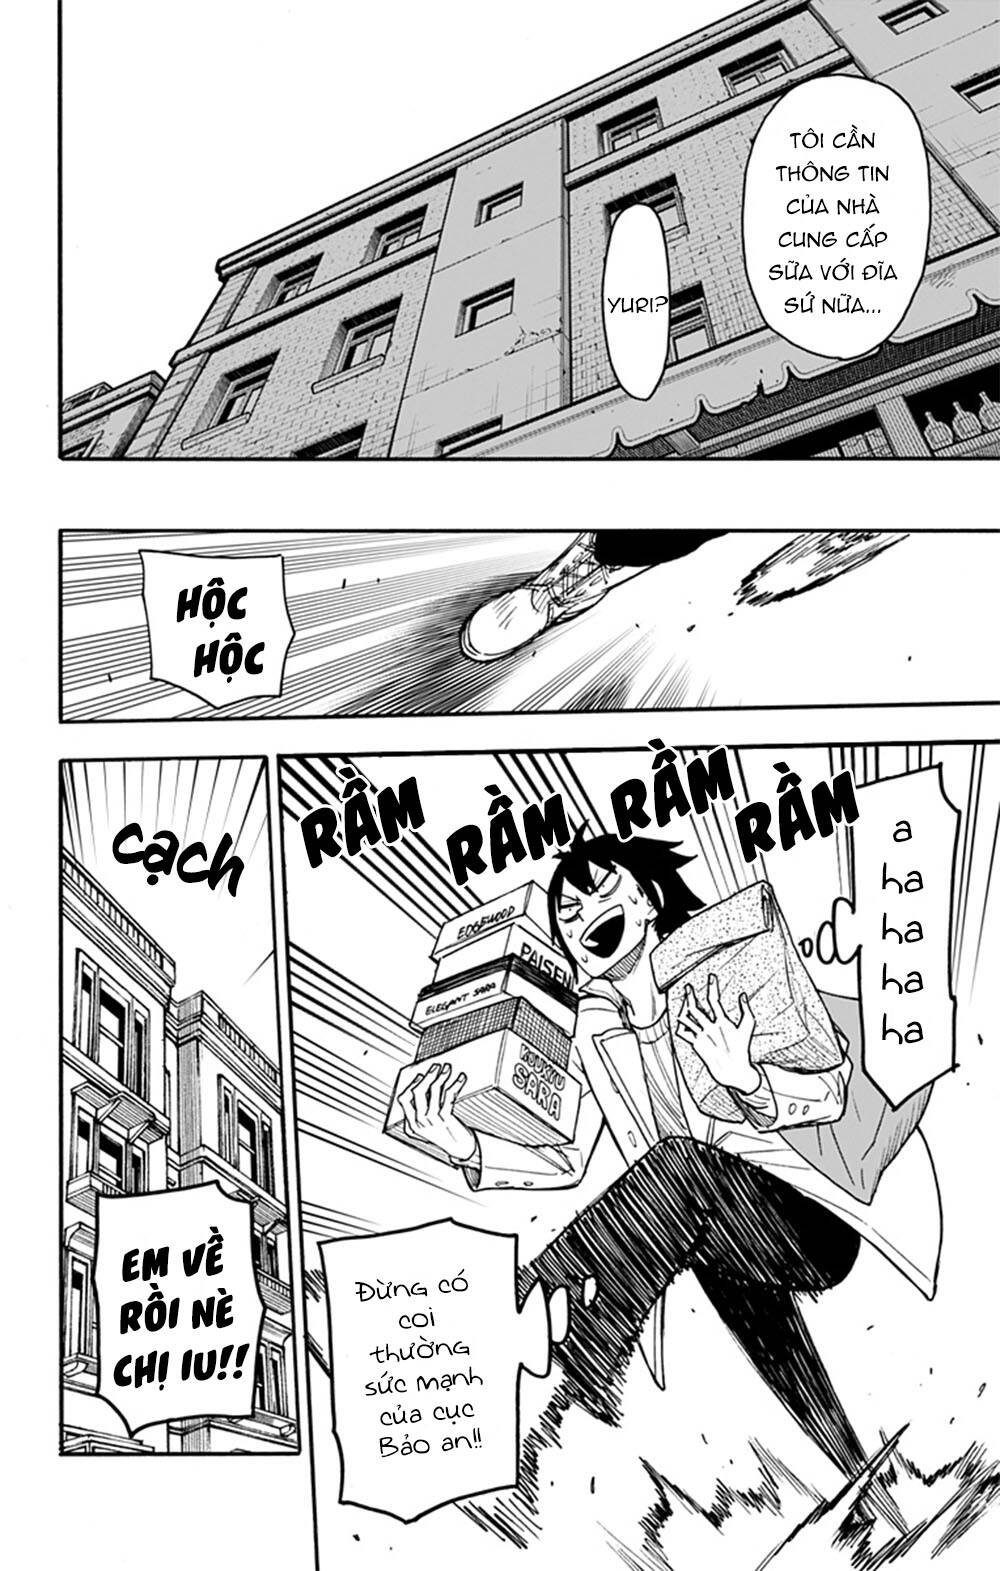 TÔI CẦN
THÔNG TIN
CỦA NHÀ
CUNG CẤP
SỮA VỚI ĐĨA
SỨ NỮA...
YURI?
HỘC
HỘC
a
ha
ha
ha
ha
RẦM
RẦM
RẦM
RẦM
EDGEWOOD
PAISEN
ELEGANT SARA
KOUKYU
SARA
Đừng có
coi
thường
sức mạnh
của cục
Bảo an!!
cạch
EM VỀ
RỒI NÈ
CHỊ IU!!